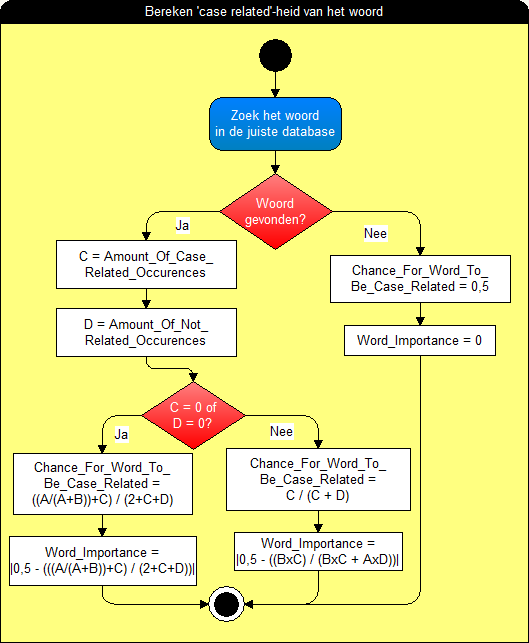 Bereken 'case related'-heid van het woord
Zoek het woord
in de juiste database
Woord
gevonden?
Ja
Nee
C = Amount_Of_Case_
Related_Occurences
Chance_For_Word_To_
Be_Case_Related = 0,5
D = Amount_Of_Not_
Related_Occurences
Word_Importance = 0
C = 0 of
D = 0?
Ja
Nee
Chance_For_Word_To_
Be_Case_Related =
((A/(A+B))+C) / (2+C+D)
Chance_For_Word_To_
Be_Case_Related =
C / (C + D)
Word_Importance =
|0,5 - (((A/(A+B))+C) / (2+C+D))|
Word_Importance =
|0,5 - ((BxC) / (BxC + AxD))|